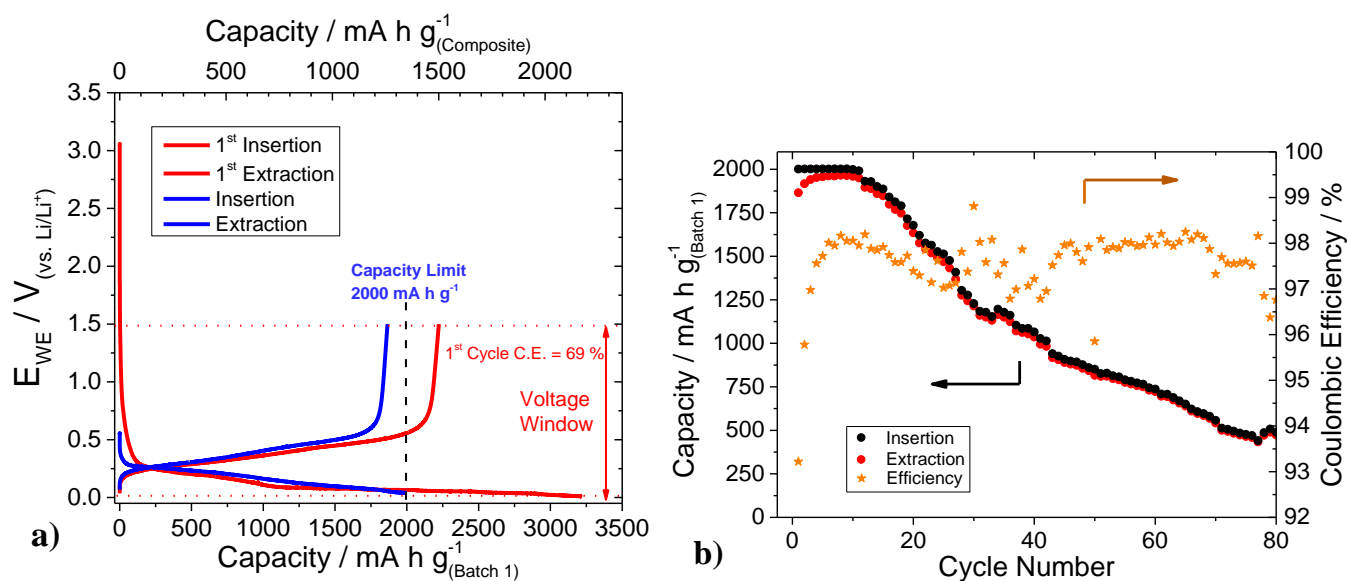 Capacity / mA h g⁻¹(Composite)
0 500 1000 1500 2000
3.5
3.0
2.5
2.0
1.5
1.0
0.5
0.0
E_WE / V (vs. Li/Li⁺)
1st Insertion
1st Extraction
Insertion
Extraction
Capacity Limit
2000 mA h g⁻¹
1st Cycle C.E. = 69 %
Voltage
Window
0 500 1000 1500 2000 2500 3000 3500
Capacity / mA h g⁻¹(Batch 1)
a)
2000
1750
1500
1250
1000
750
500
250
0
Capacity / mA h g⁻¹(Batch 1)
Insertion
Extraction
Efficiency
100
99
98
97
96
95
94
93
92
Coulombic Efficiency / %
0 20 40 60 80
Cycle Number
b)